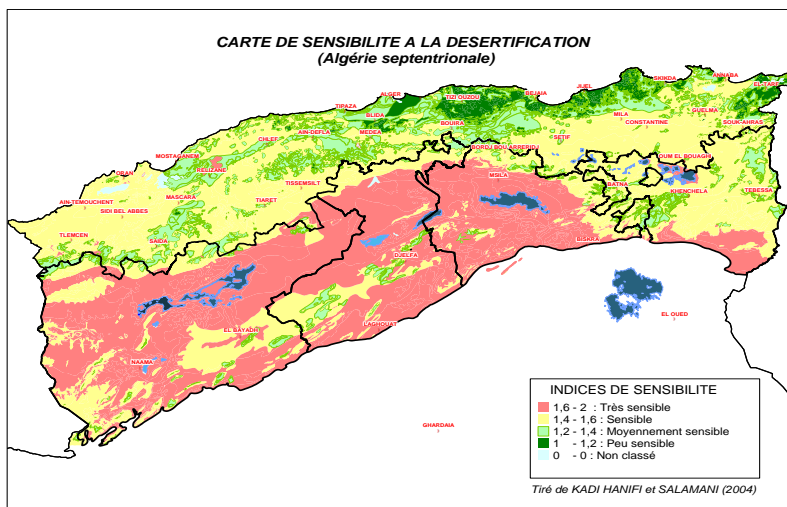 CARTE DE SENSIBILITE A LA DESERTIFICATION
(Algérie septentrionale)
SKIKDA
ANNABA
EL-TARF
JIJEL
ALGER
TIZI OUZOU
BEJAIA
TIPAZA
BLIDA
GUELMA
MILA
CONSTANTINE
SOUK-AHRAS
BOUIRA
AIN-DEFLA
MEDEA
CHLEF
SETIF
BORDJ BOU ARRERIDJ
MOSTAGANEM
RELIZANE
OUM EL BOUAGHI
ORAN
MSILA
TISSEMSILT
BATNA
KHENCHELA
TEBESSA
MASCARA
TIARET
AIN-TEMOUCHENT
SIDI BEL ABBES
TLEMCEN
SAIDA
BISKRA
DJELFA
EL OUED
LAGHOUAT
EL BAYADH
NAAMA
GHARDAIA
INDICES DE SENSIBILITE
1,6 - 2 : Très sensible
1,4 - 1,6 : Sensible
1,2 - 1,4 : Moyennement sensible
1 - 1,2 : Peu sensible
0 - 0 : Non classé
Tiré de KADI HANIFI et SALAMANI (2004)